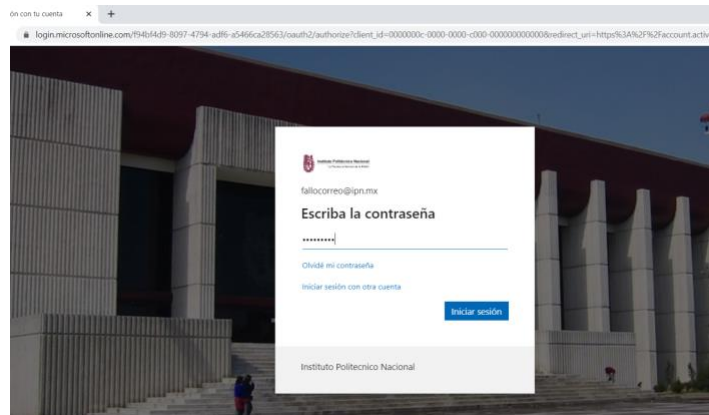 ón con tu cuenta
login.microsoftonline.com/f94bf4d9-8097-4794-adf6-a5466ca28563/oauth2/authorize?client_id=0000000c-0000-0000-c000-000000000000&redirect_uri=https%3A%2F%2Faccount.activ
Instituto Politécnico Nacional
fallocorreo@ipn.mx
Escriba la contraseña
•••••••••
Olvidé mi contraseña
Iniciar sesión con otra cuenta
Iniciar sesión
Instituto Politecnico Nacional